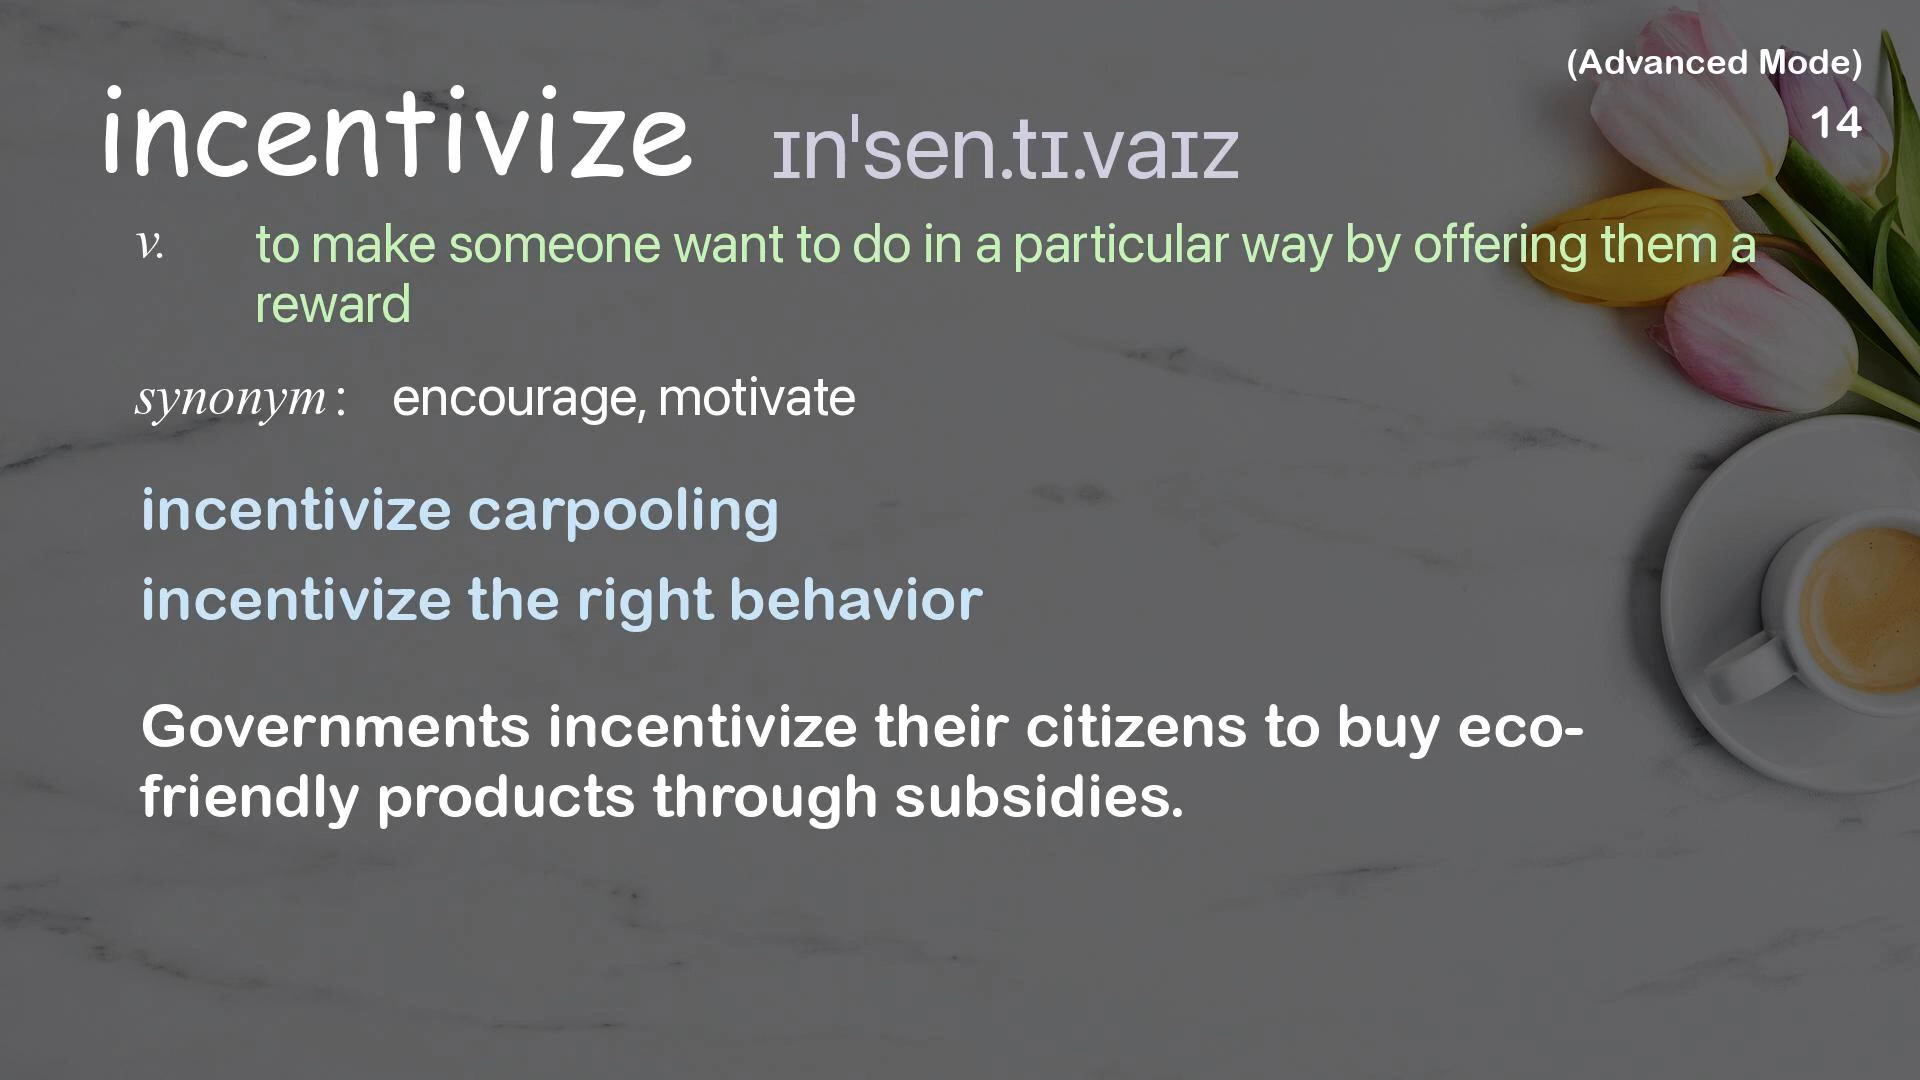 (Advanced Mode)
14
incentivize ɪnˈsen.tɪ.vaɪz
v. to make someone want to do in a particular way by offering them a
reward
synonym: encourage, motivate
incentivize carpooling
incentivize the right behavior
Governments incentivize their citizens to buy eco-
friendly products through subsidies.